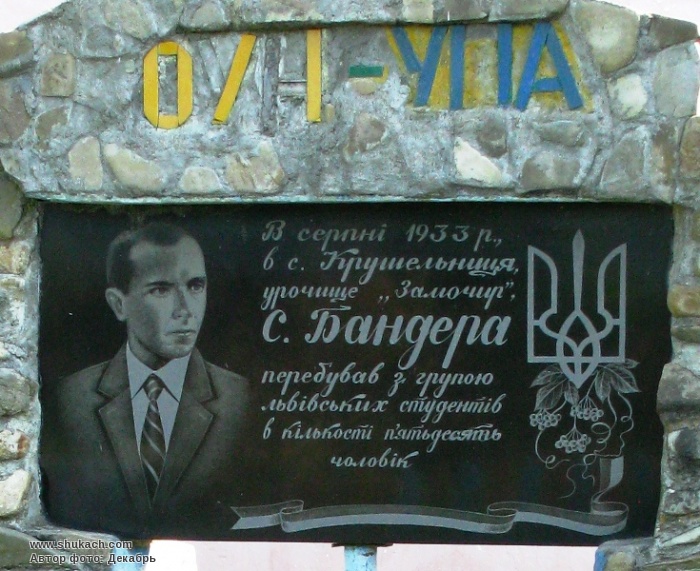 ОУН-УПА
В серпні 1933 р.,
в с. Крушельниця,
урочище „Замочир",
С. Бандера
перебував з групою
львівських студентів
в кількості п'ятьдесять
чоловік
www.shukach.com
Автор фото: Декабрь